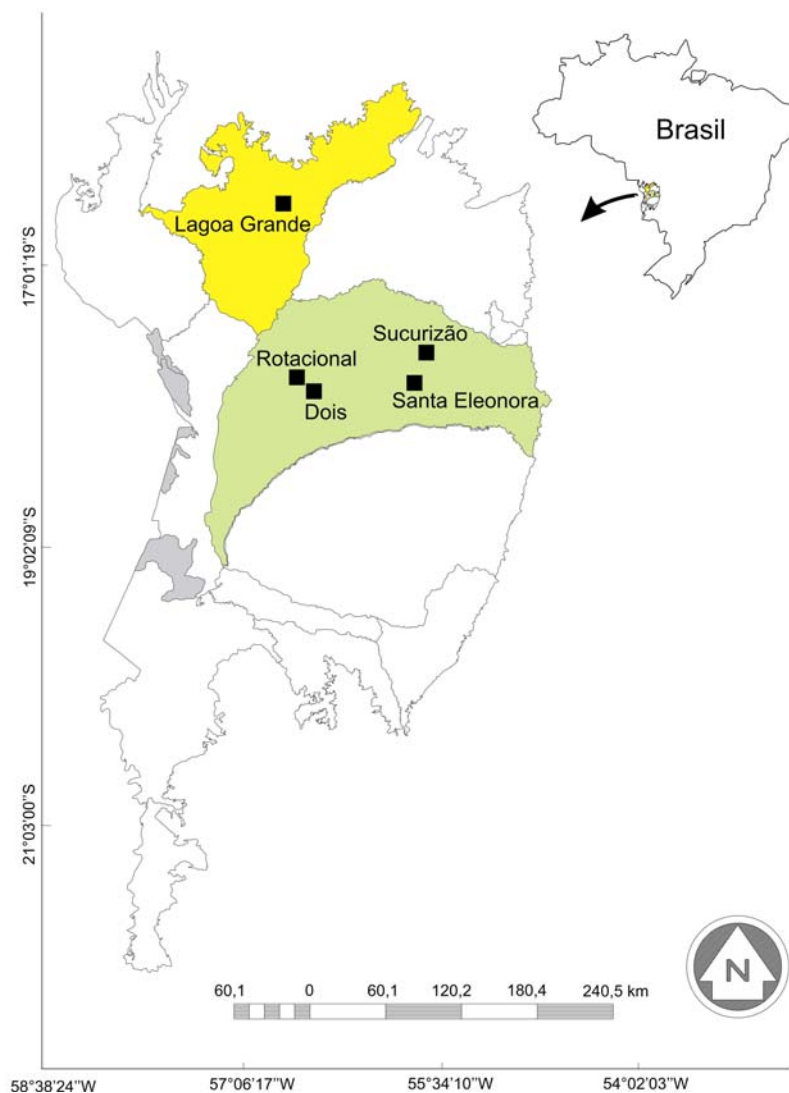 Brasil
Lagoa Grande
17°01'19"S
Sucurizão
Rotacional
Santa Eleonora
Dois
19°02'09"S
21°03'00"S
N
60,1 0 60,1 120,2 180,4 240,5 km
58°38'24"W 57°06'17"W 55°34'10"W 54°02'03"W